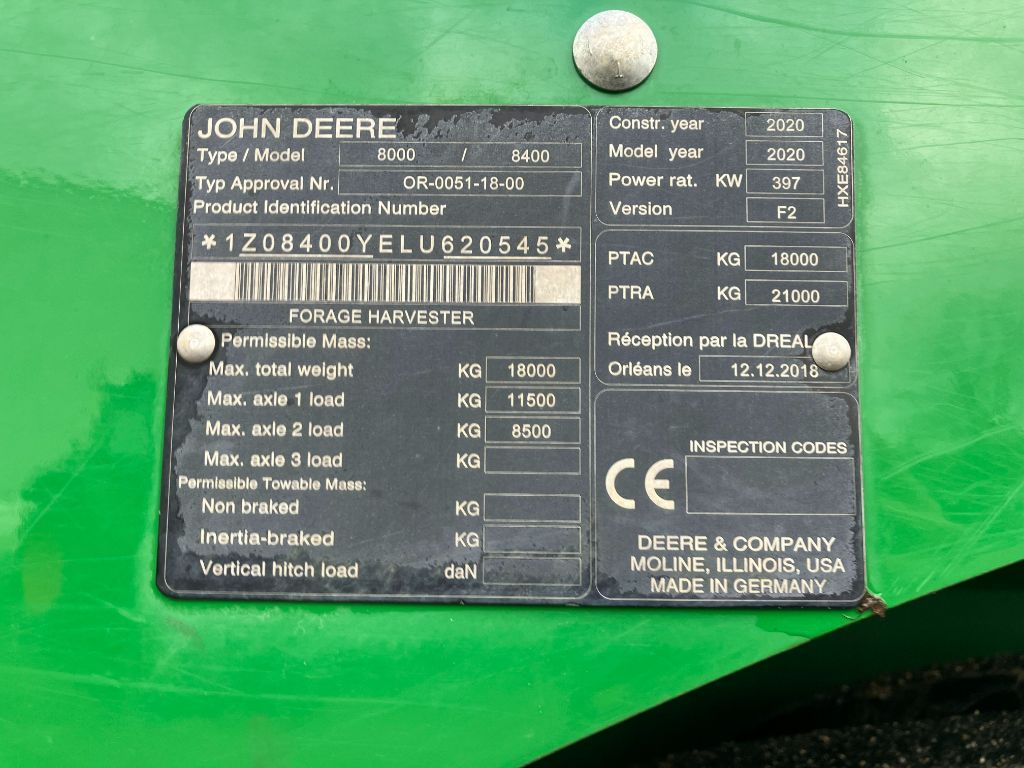 JOHN DEERE
Type / Model 8000 / 8400
Typ Approval Nr. OR-0051-18-00
Product Identification Number
*1Z08400YELU620545*
FORAGE HARVESTER
Permissible Mass:
Max. total weight KG 18000
Max. axle 1 load KG 11500
Max. axle 2 load KG 8500
Max. axle 3 load KG
Permissible Towable Mass:
Non braked KG
Inertia-braked KG
Vertical hitch load daN
Constr. year 2020
Model year 2020
Power rat. KW 397
Version F2
HXE84617
PTAC KG 18000
PTRA KG 21000
Réception par la DREAL
Orléans le 12.12.2018
INSPECTION CODES
CE
DEERE & COMPANY
MOLINE, ILLINOIS, USA
MADE IN GERMANY